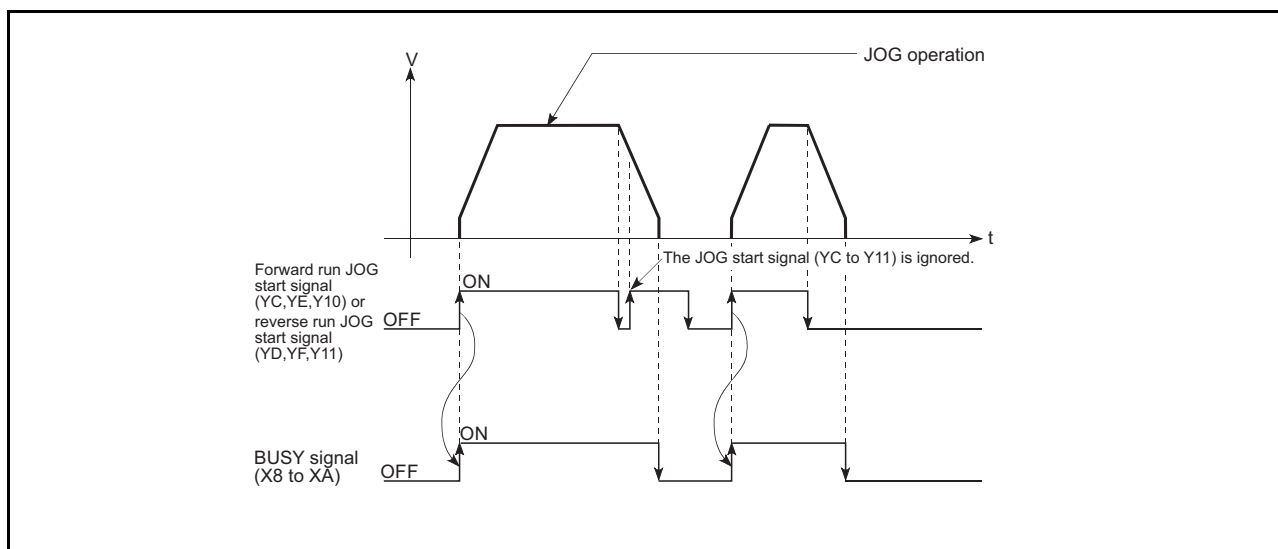 JOG operation
V
t
The JOG start signal (YC to Y11) is ignored.
Forward run JOG
start signal
(YC,YE,Y10) or
reverse run JOG
start signal
(YD,YF,Y11)
ON
OFF
ON
BUSY signal
(X8 to XA)
OFF